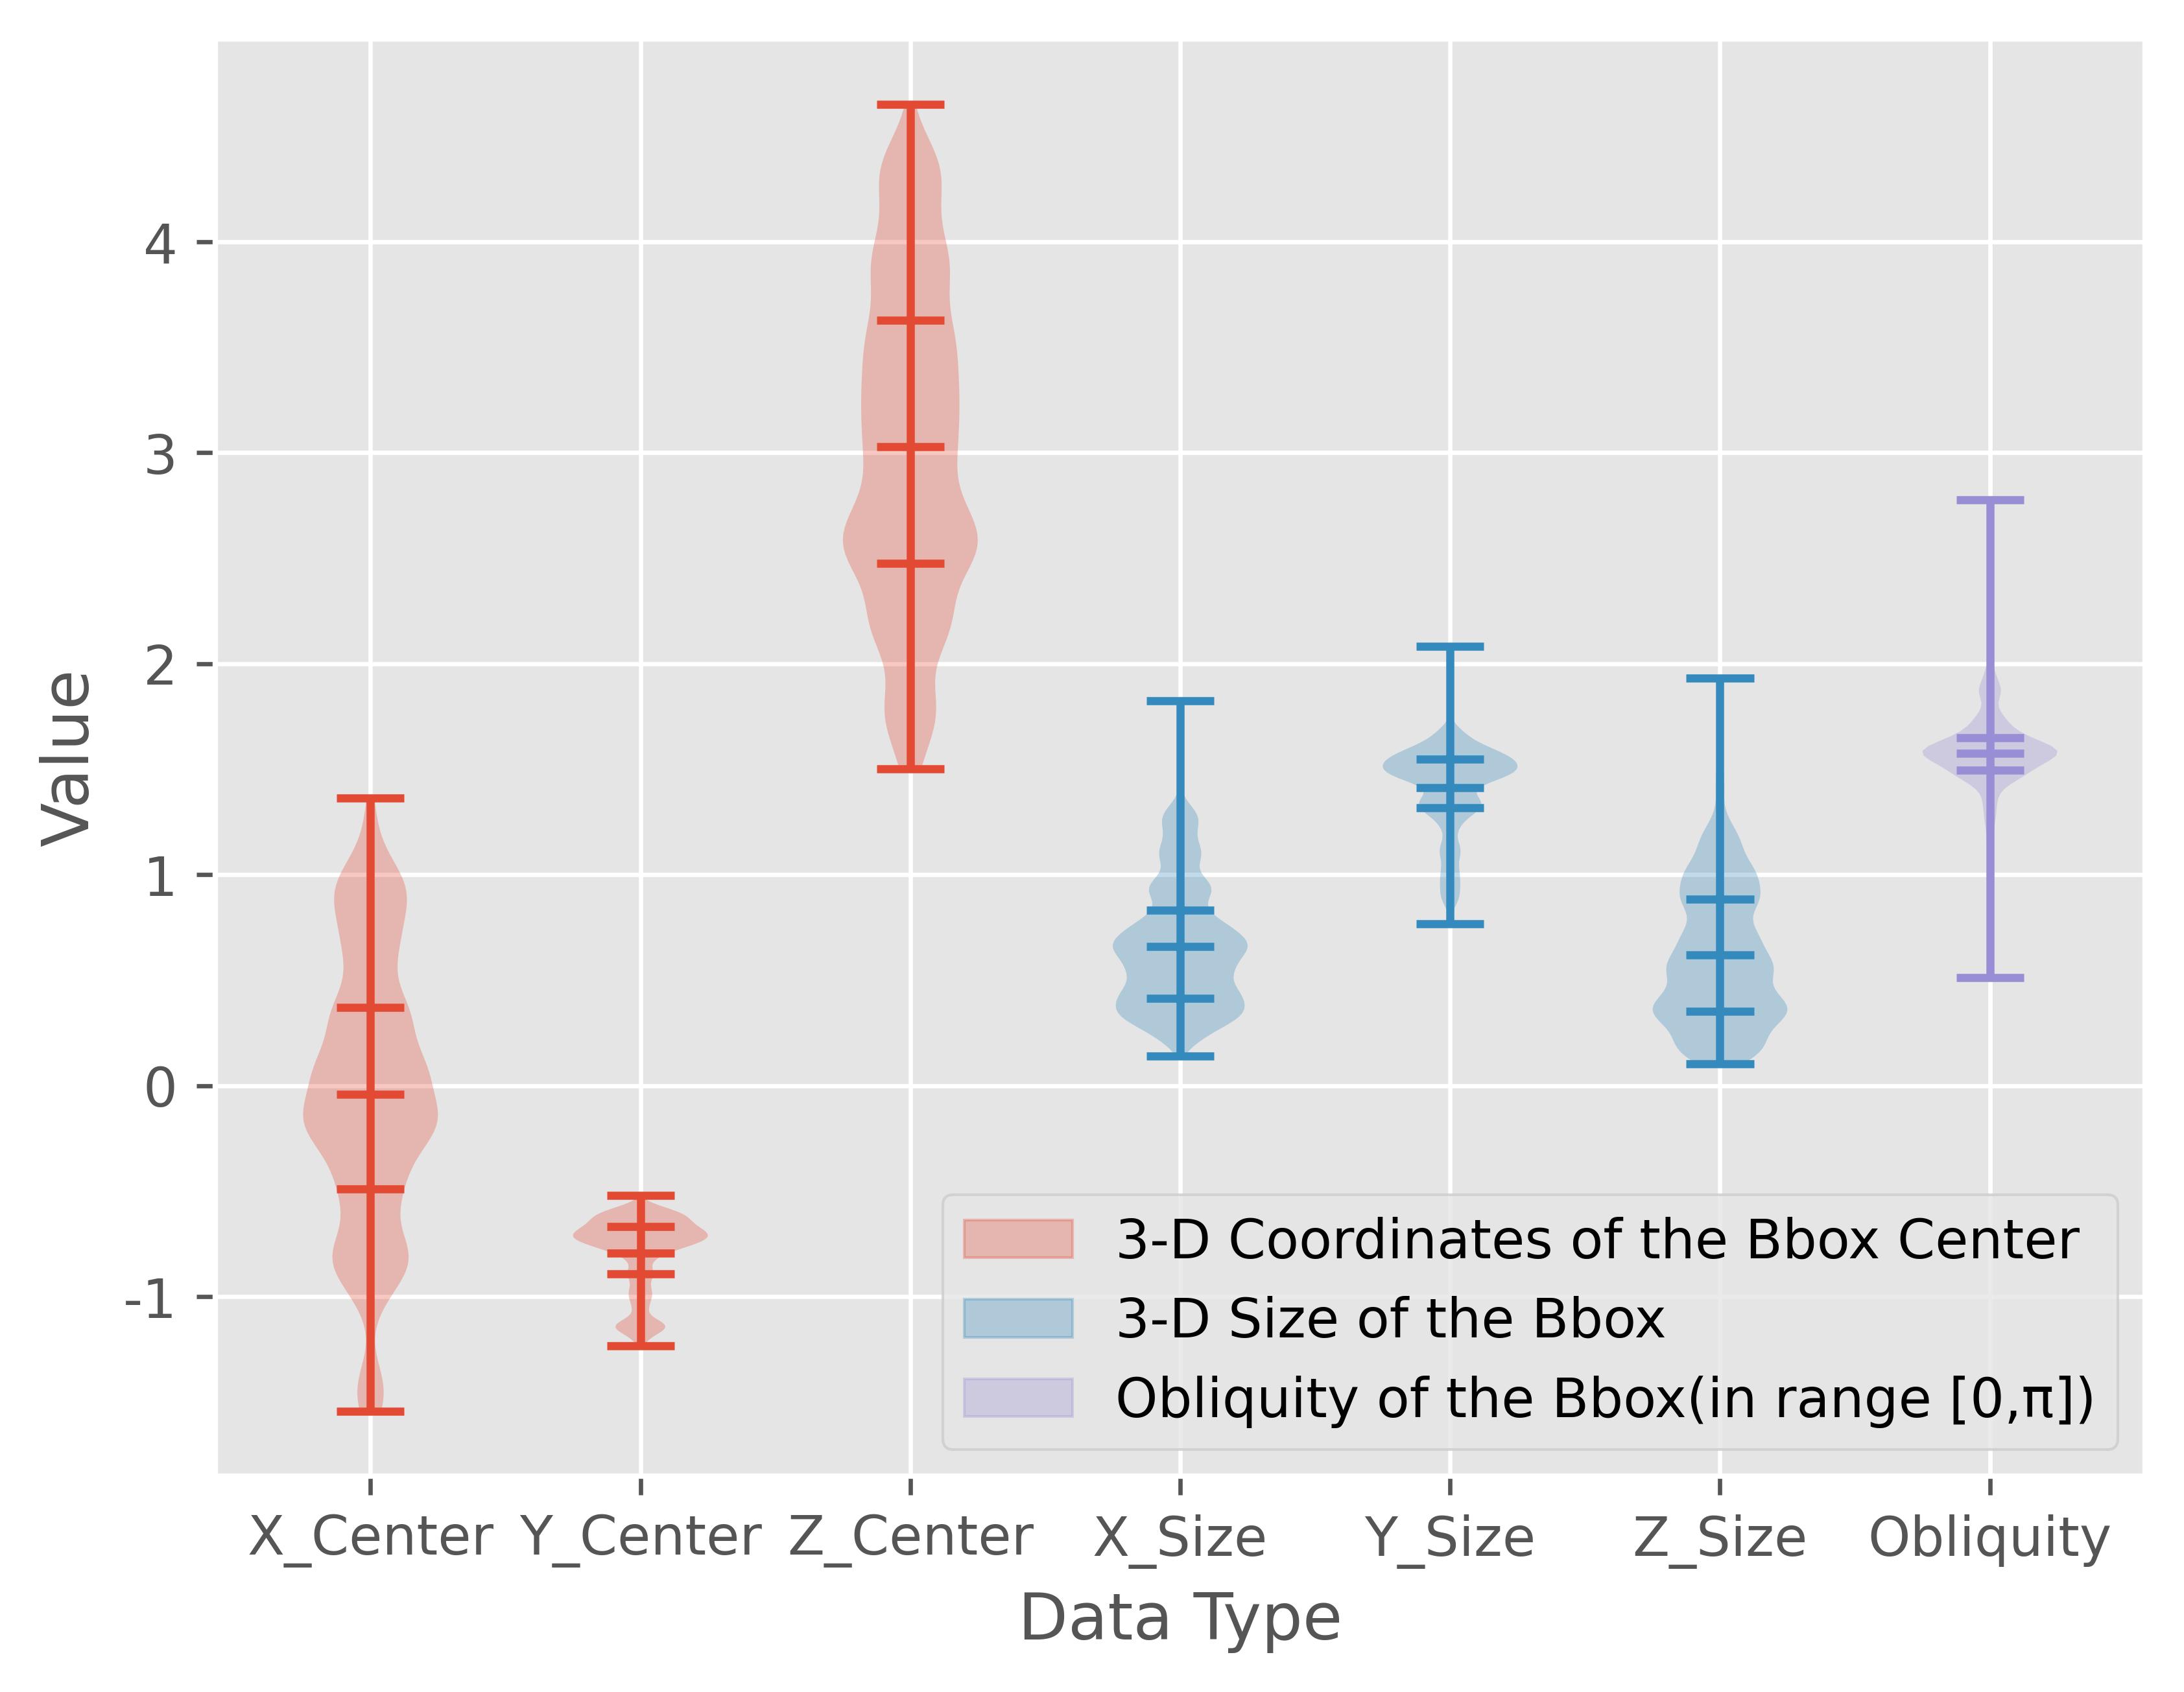 Value
4
3
2
1
0
-1
3-D Coordinates of the Bbox Center
3-D Size of the Bbox
Obliquity of the Bbox(in range [0,π])
X_Center Y_Center Z_Center X_Size Y_Size Z_Size Obliquity
Data Type